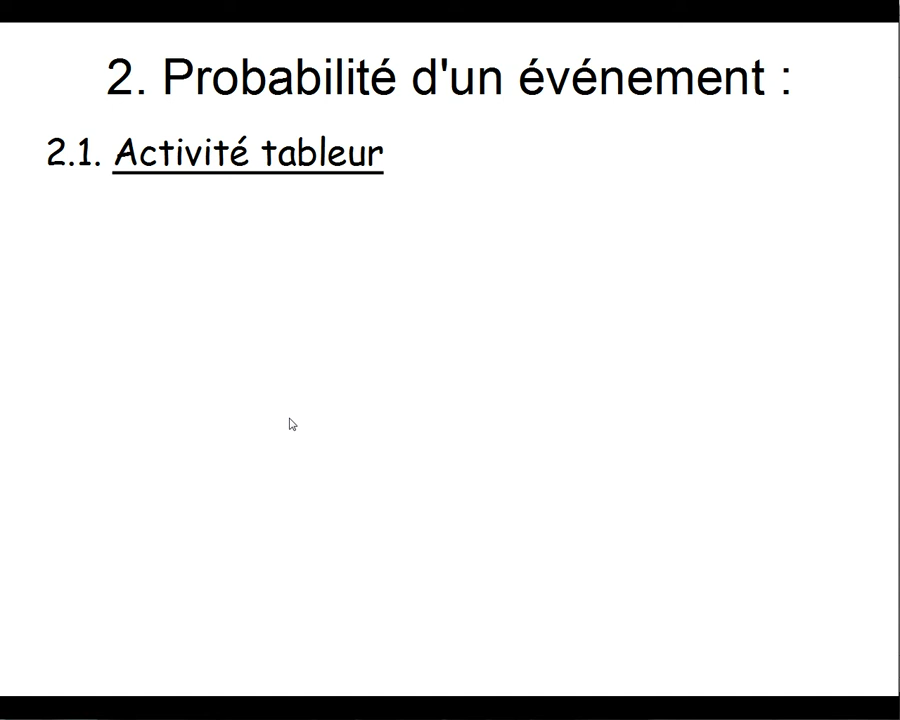 2. Probabilité d'un événement :
2.1. Activité tableur